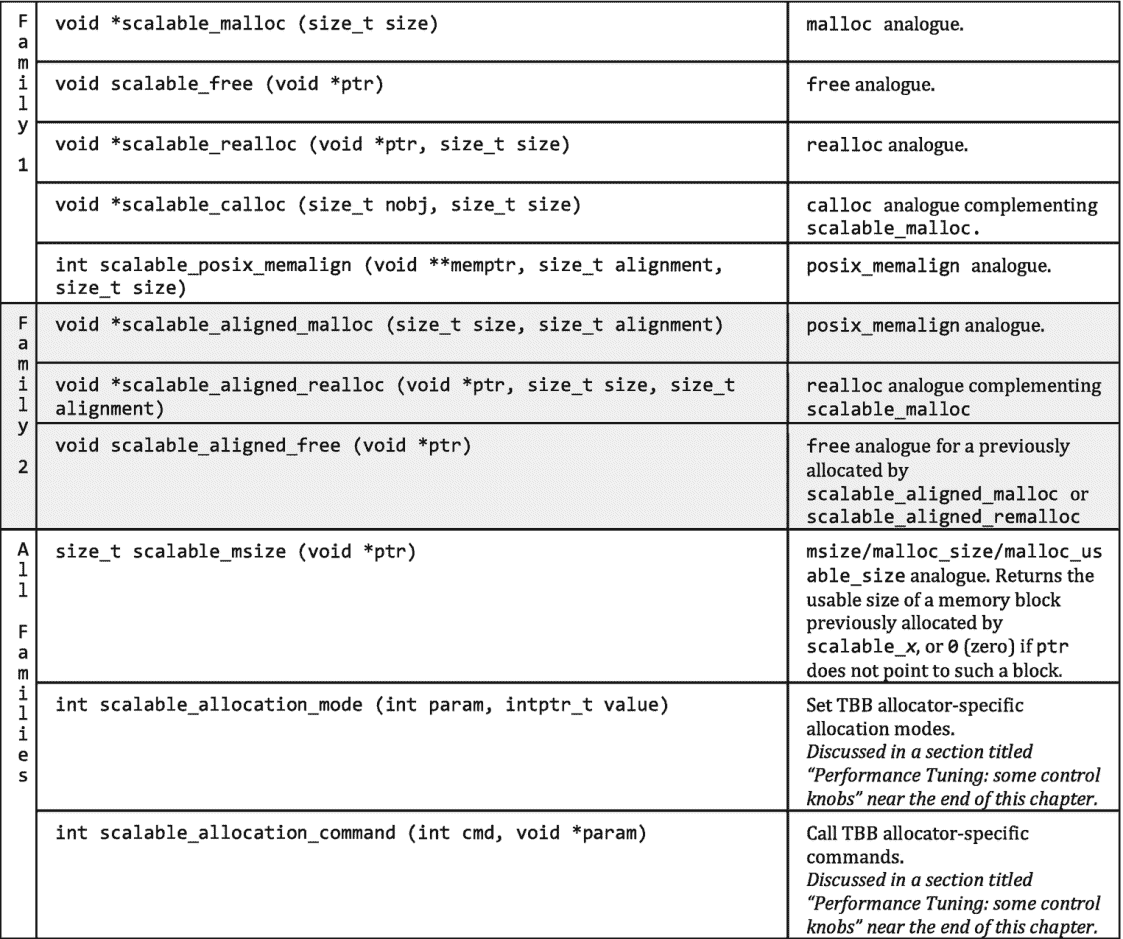 Family 1
void *scalable_malloc (size_t size)
malloc analogue.
void scalable_free (void *ptr)
free analogue.
void *scalable_realloc (void *ptr, size_t size)
realloc analogue.
void *scalable_calloc (size_t nobj, size_t size)
calloc analogue complementing
scalable_malloc.
int scalable_posix_memalign (void **memptr, size_t alignment,
size_t size)
posix_memalign analogue.
Family 2
void *scalable_aligned_malloc (size_t size, size_t alignment)
posix_memalign analogue.
void *scalable_aligned_realloc (void *ptr, size_t size, size_t
alignment)
realloc analogue complementing
scalable_malloc
void scalable_aligned_free (void *ptr)
free analogue for a previously
allocated by
scalable_aligned_malloc or
scalable_aligned_remalloc
All Families
size_t scalable_msize (void *ptr)
msize/malloc_size/malloc_us
able_size analogue. Returns the
usable size of a memory block
previously allocated by
scalable_x, or 0 (zero) if ptr
does not point to such a block.
int scalable_allocation_mode (int param, intptr_t value)
Set TBB allocator-specific
allocation modes.
Discussed in a section titled
“Performance Tuning: some control
knobs” near the end of this chapter.
int scalable_allocation_command (int cmd, void *param)
Call TBB allocator-specific
commands.
Discussed in a section titled
“Performance Tuning: some control
knobs” near the end of this chapter.